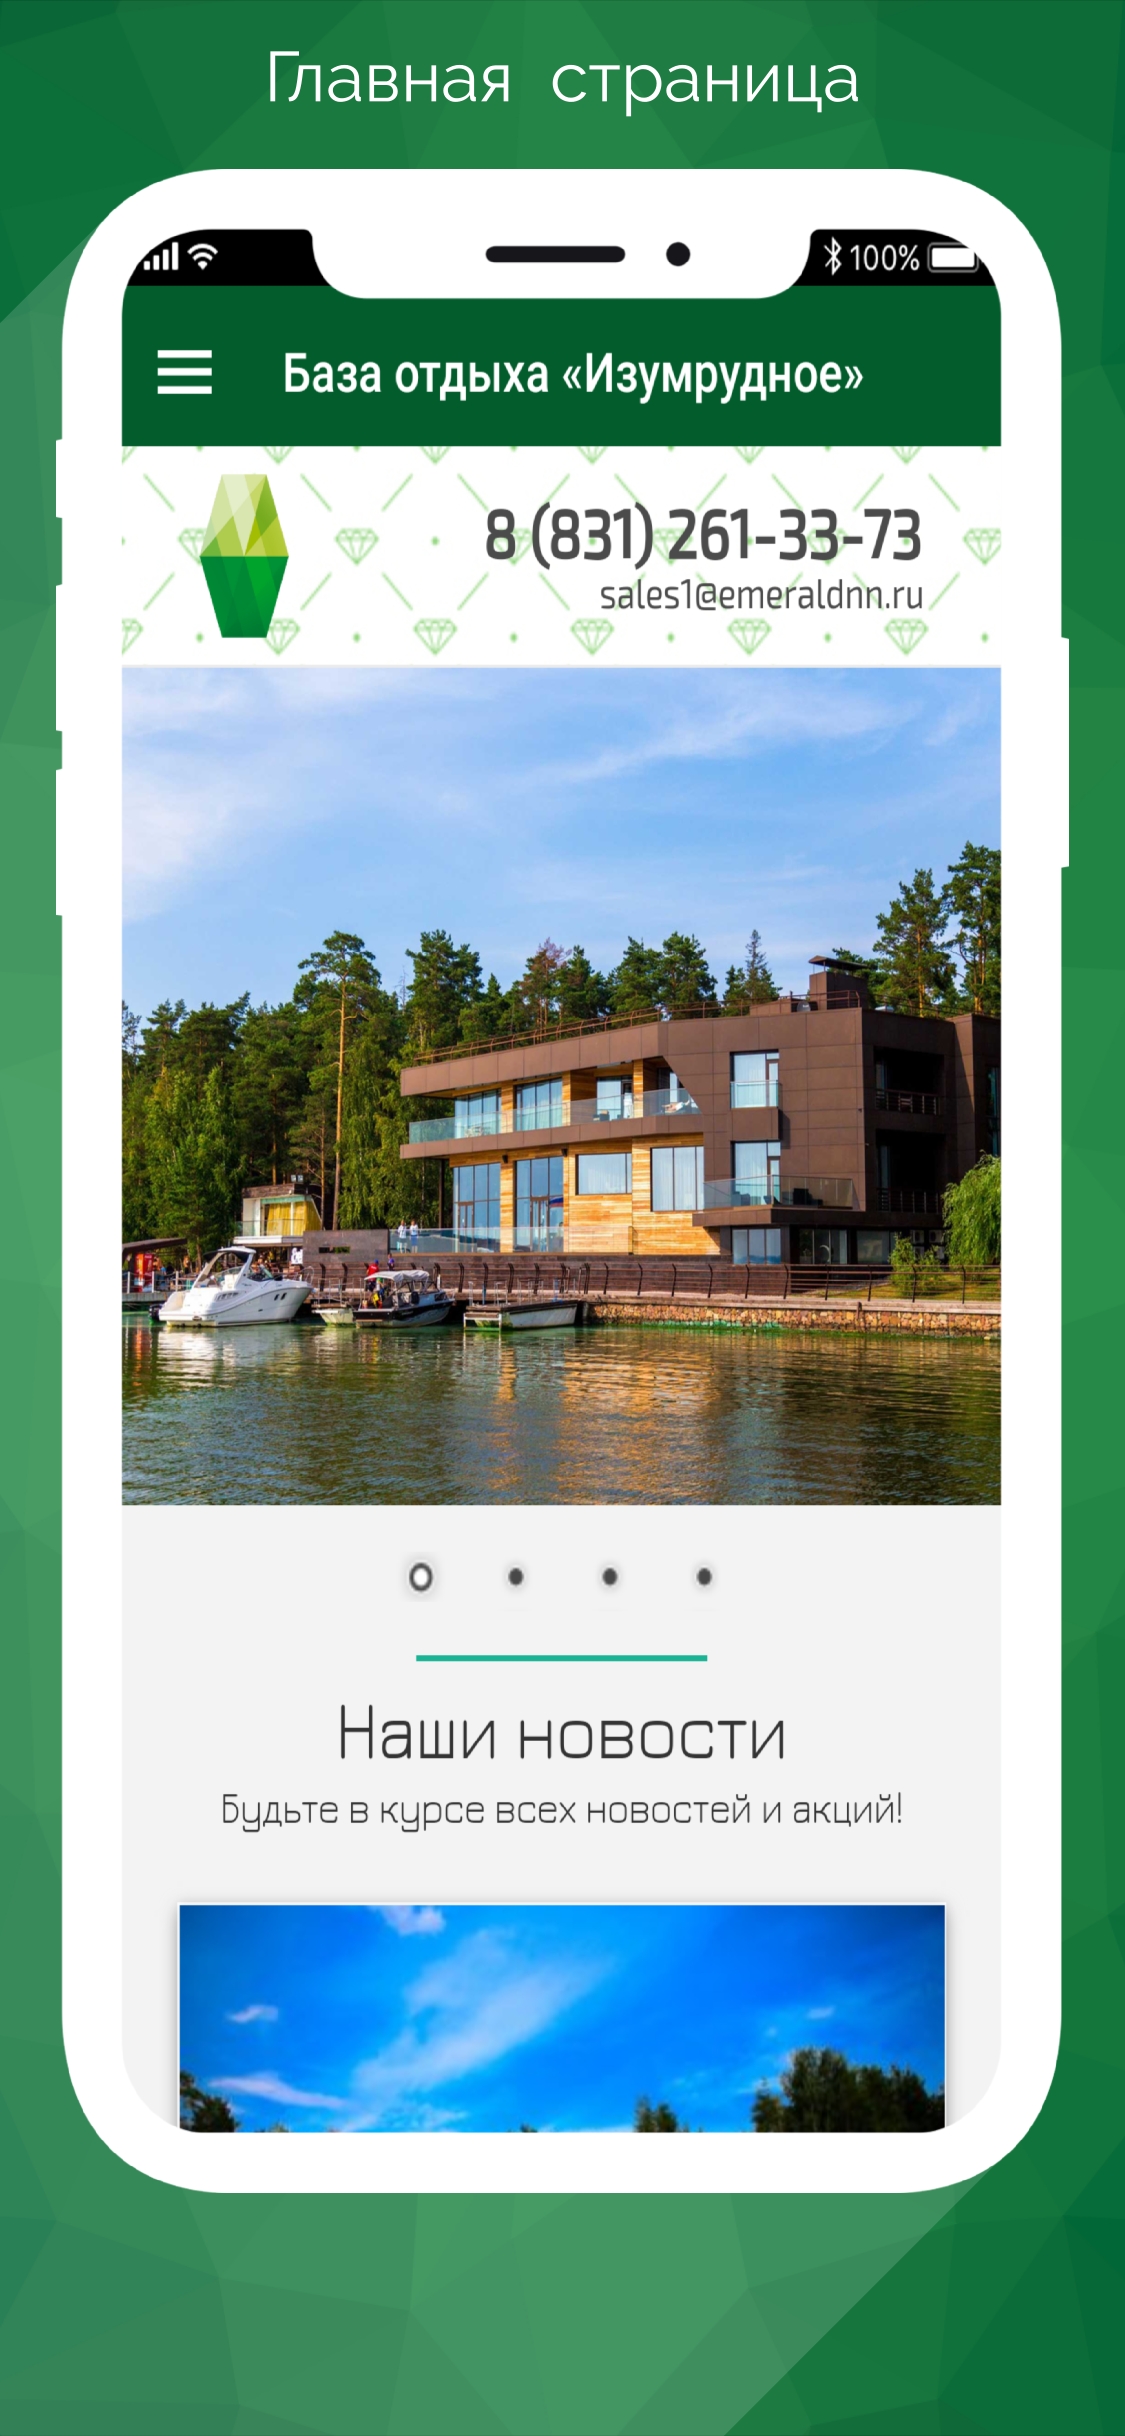 Главная страница
100%
База отдыха «Изумрудное»
8 (831) 261-33-73
sales1@emeraldnn.ru
Наши новости
Будьте в курсе всех новостей и акций!